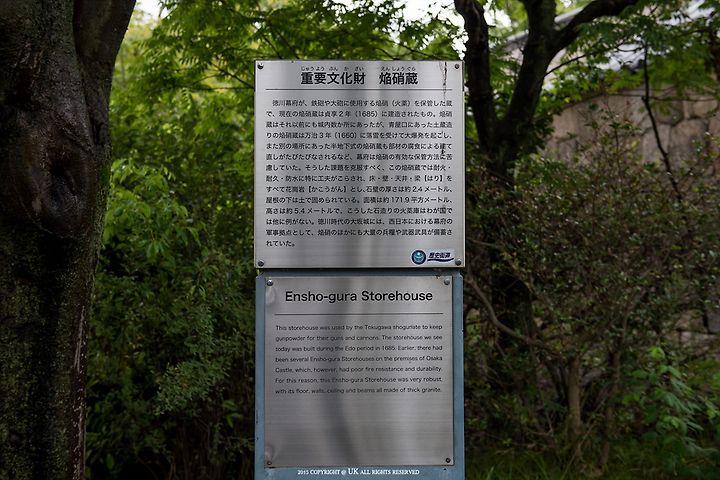 じゅう よう ぶん か ざい えん しょう ぐら
重要文化財 焔硝蔵
徳川幕府が、鉄砲や大砲に使用する焔硝(火薬)を保管した蔵
で、現在の焔硝蔵は貞享2年(1685)に建造されたもの。焔硝
蔵はそれ以前にも城内数か所にあったが、青屋口にあった土蔵造
りの焔硝蔵は万治3年(1660)に落雷を受けて大爆発を起こし、
また別の場所にあった半地下式の焔硝蔵も部材の腐食による建て
直しがたびたびなされるなど、幕府は焔硝の有効な保管方法に苦
慮していた。そうした課題を克服すべく、この焔硝蔵では耐火・
耐久・防水に特に工夫がこらされ、床・壁・天井・梁【はり】を
すべて花崗岩【かこうがん】とし、石壁の厚さは約2.4メートル、
屋根の下は土で固められている。面積は約171.9平方メートル、
高さは約5.4メートルで、こうした石造りの火薬庫はわが国で
は他に例がない。徳川時代の大坂城には、西日本における幕府の
軍事拠点として、焔硝のほかにも大量の兵糧や武器武具が備蓄さ
れていた。
歴史街道
Ensho-gura Storehouse
This storehouse was used by the Tokugawa shogunate to keep
gunpowder for their guns and cannons. The storehouse we see
today was built during the Edo period in 1685. Earlier, there had
been several Ensho-gura Storehouses on the premises of Osaka
Castle, which, however, had poor fire resistance and durability.
For this reason, this Ensho-gura Storehouse was very robust,
with its floor, walls, ceiling and beams all made of thick granite.
2015 COPYRIGHT @ UK ALL RIGHTS RESERVED